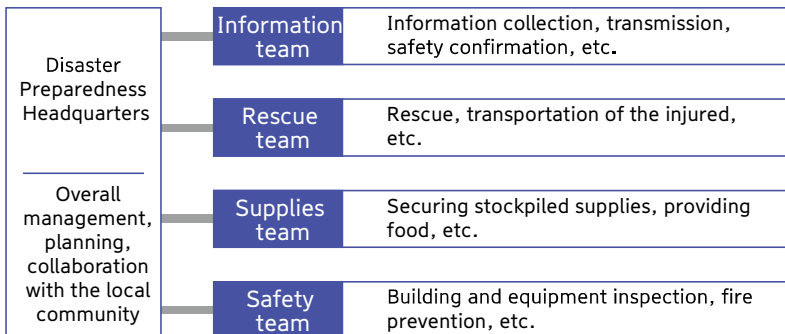 Disaster
Preparedness
Headquarters
Overall
management,
planning,
collaboration
with the local
community
Information
team
Information collection, transmission,
safety confirmation, etc.
Rescue
team
Rescue, transportation of the injured,
etc.
Supplies
team
Securing stockpiled supplies, providing
food, etc.
Safety
team
Building and equipment inspection, fire
prevention, etc.